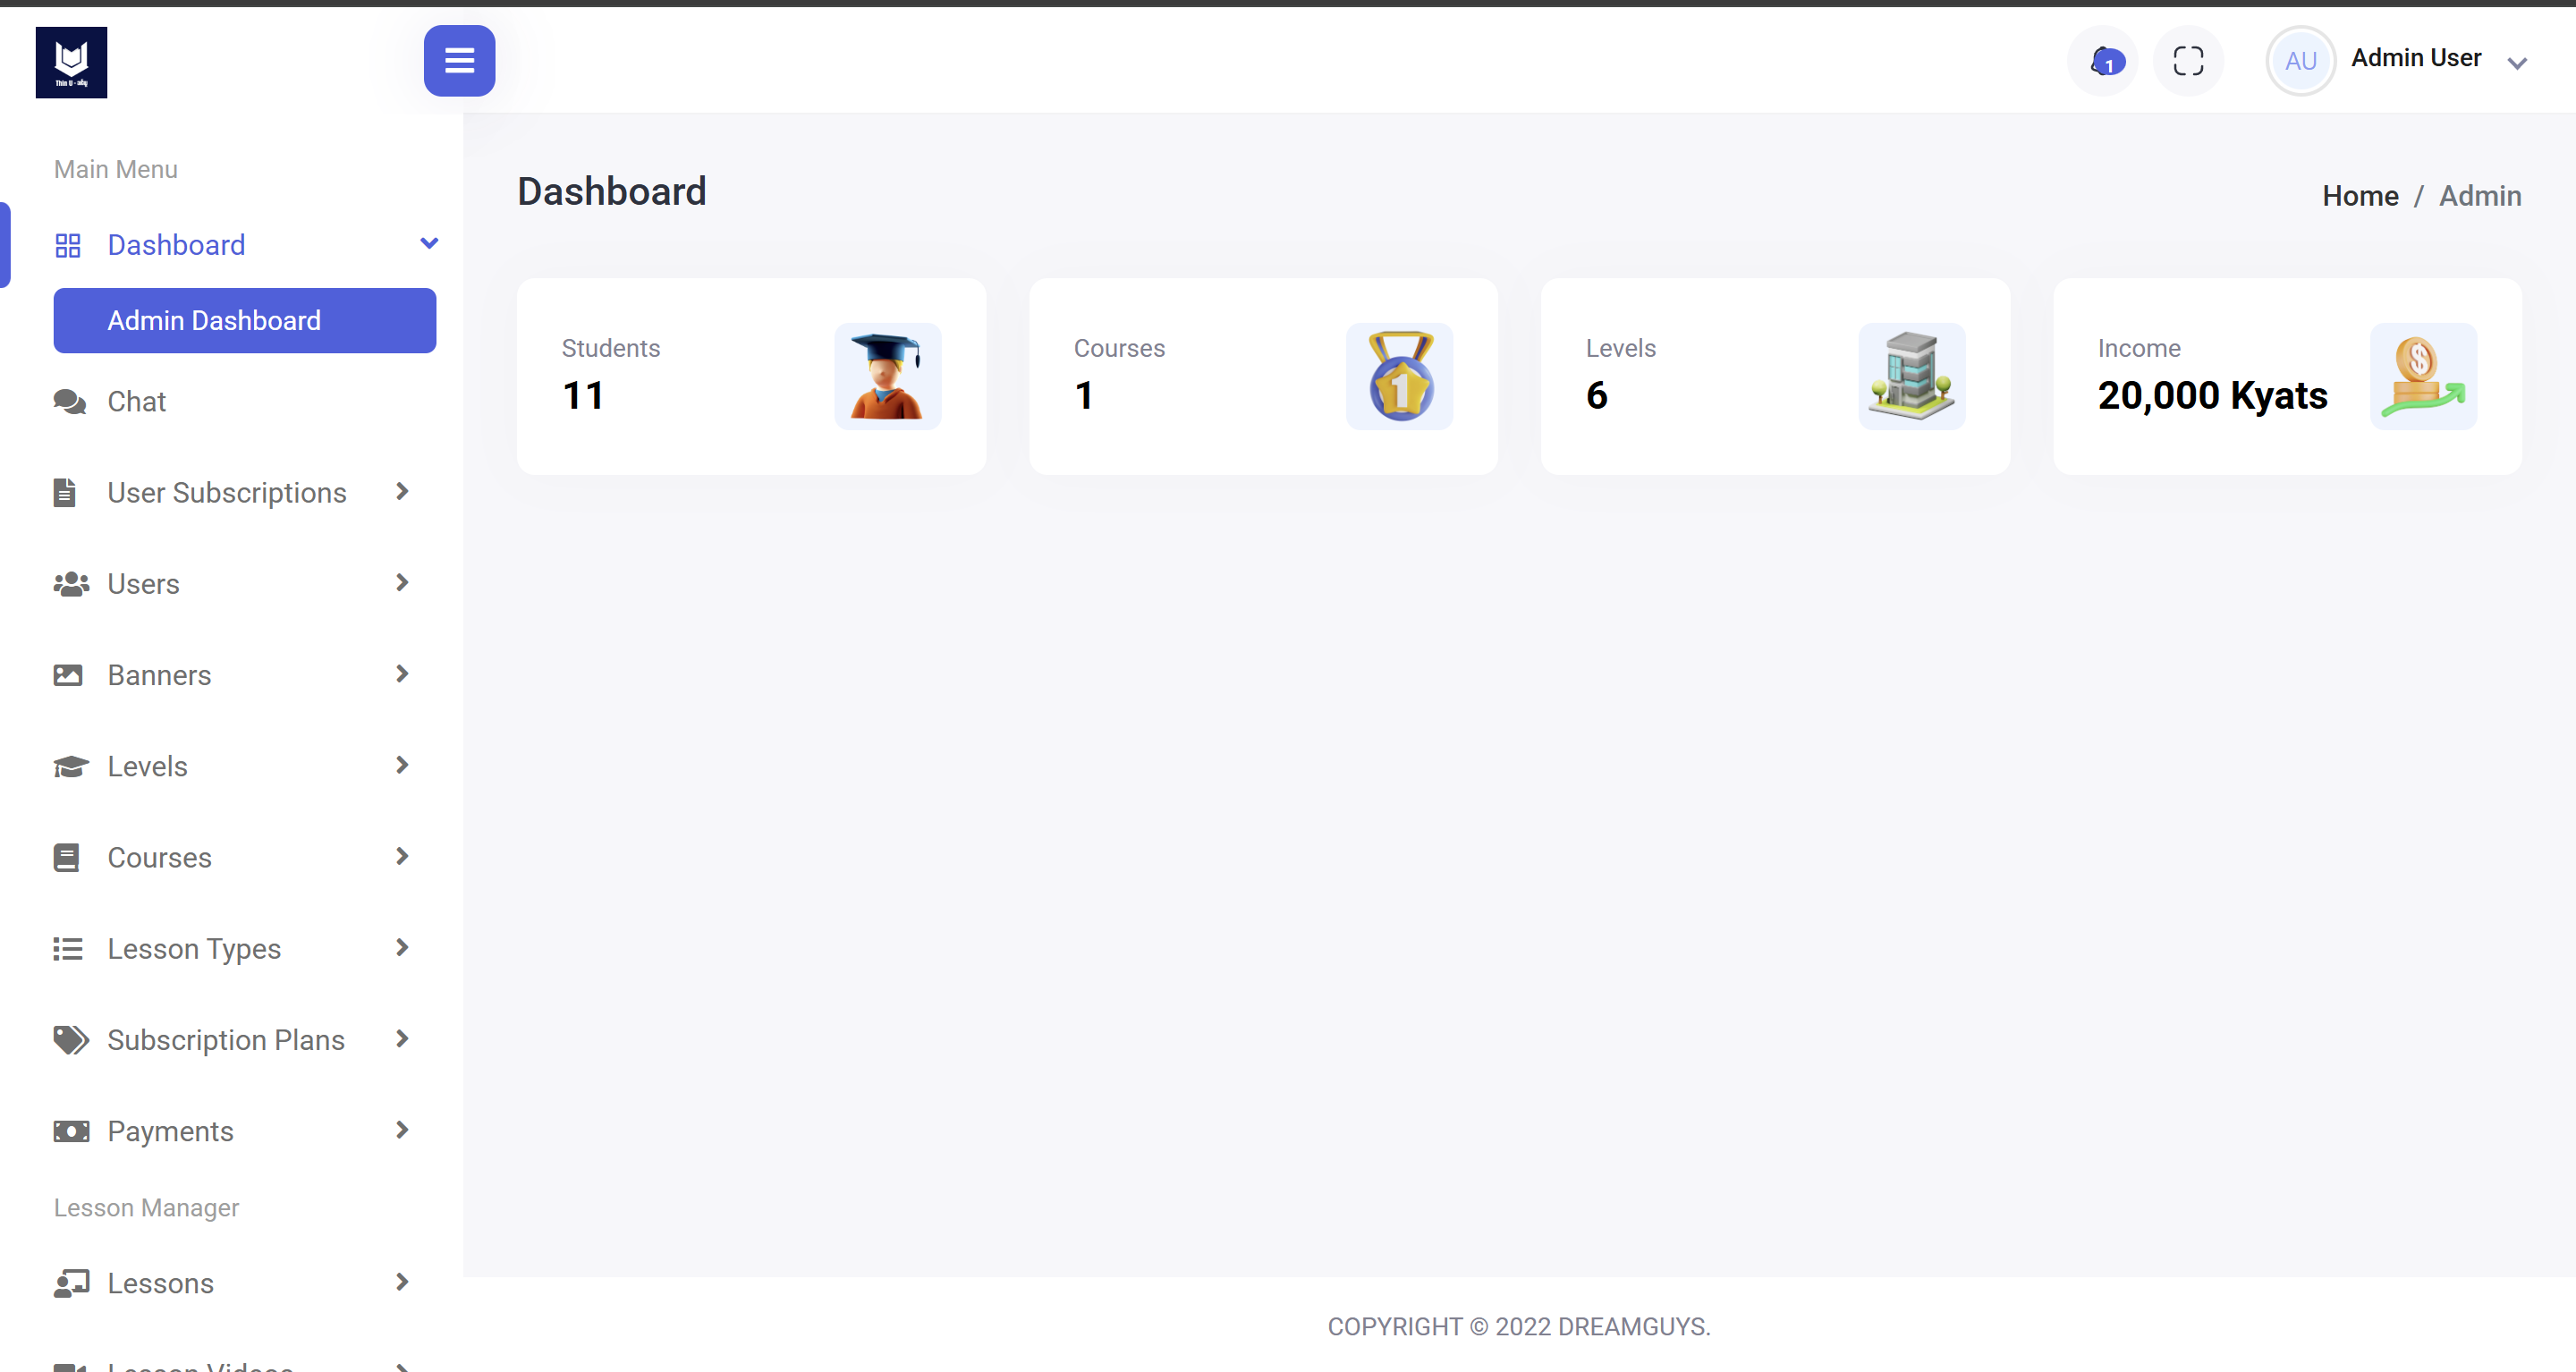 1
AU
Admin User
Main Menu
Dashboard
Admin Dashboard
Chat
User Subscriptions
Users
Banners
Levels
Courses
Lesson Types
Subscription Plans
Payments
Lesson Manager
Lessons
Lesson Videos
Dashboard
Home / Admin
Students
11
Courses
1
Levels
6
Income
20,000 Kyats
COPYRIGHT © 2022 DREAMGUYS.